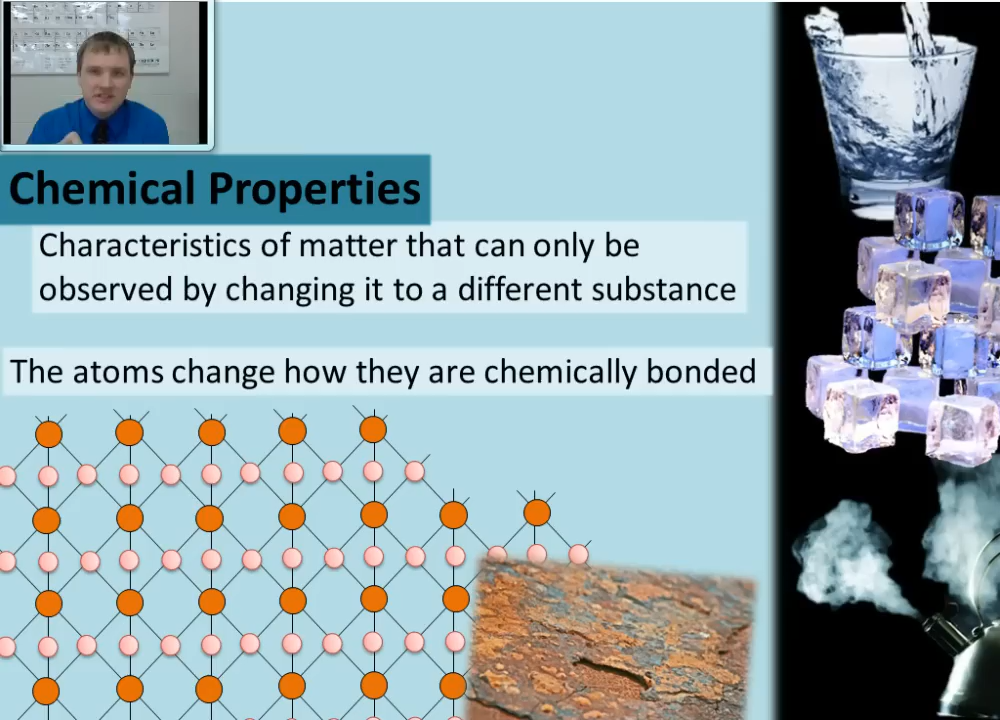 Chemical Properties
Characteristics of matter that can only be
observed by changing it to a different substance
The atoms change how they are chemically bonded